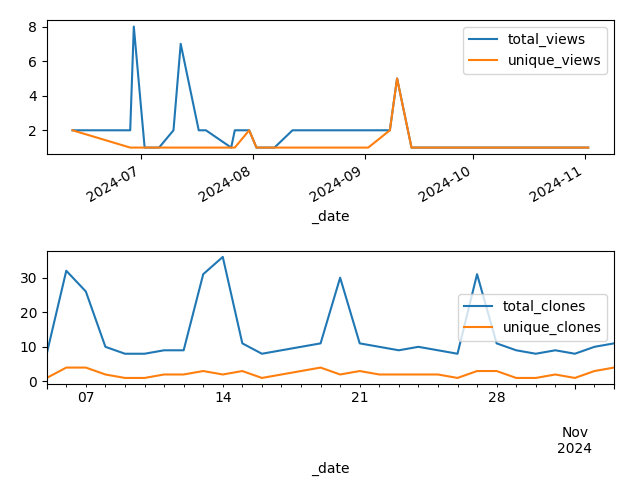 8
6
4
2
total_views
unique_views
2024-07
2024-08
2024-09
2024-10
2024-11
_date
30
20
10
0
total_clones
unique_clones
07
14
21
28
Nov
2024
_date